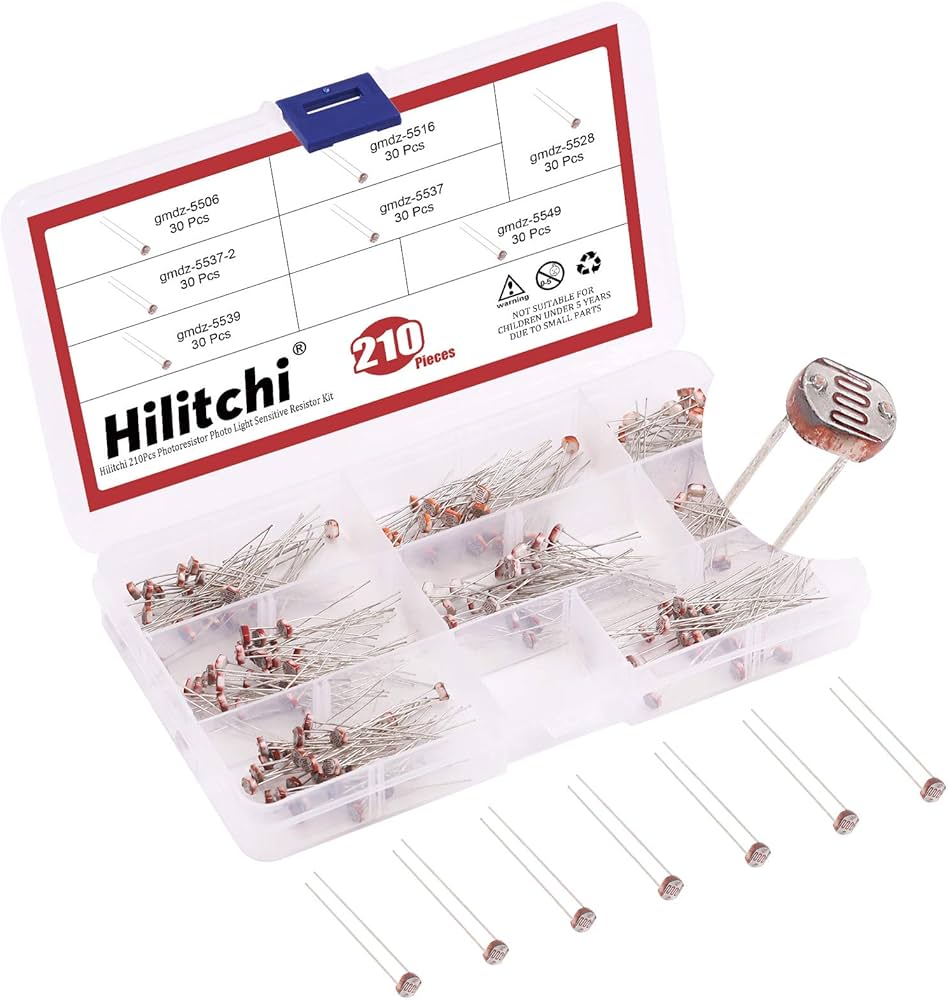 gmdz-5506
30 Pcs
gmdz-5516
30 Pcs
gmdz-5528
30 Pcs
gmdz-5537-2
30 Pcs
gmdz-5537
30 Pcs
gmdz-5549
30 Pcs
gmdz-5539
30 Pcs
warning
0-5
NOT SUITABLE FOR
CHILDREN UNDER 5 YEARS
DUE TO SMALL PARTS
210
Pieces
Hilitchi®
Hilitchi 210Pcs Photoresistor Photo Light Sensitive Resistor Kit